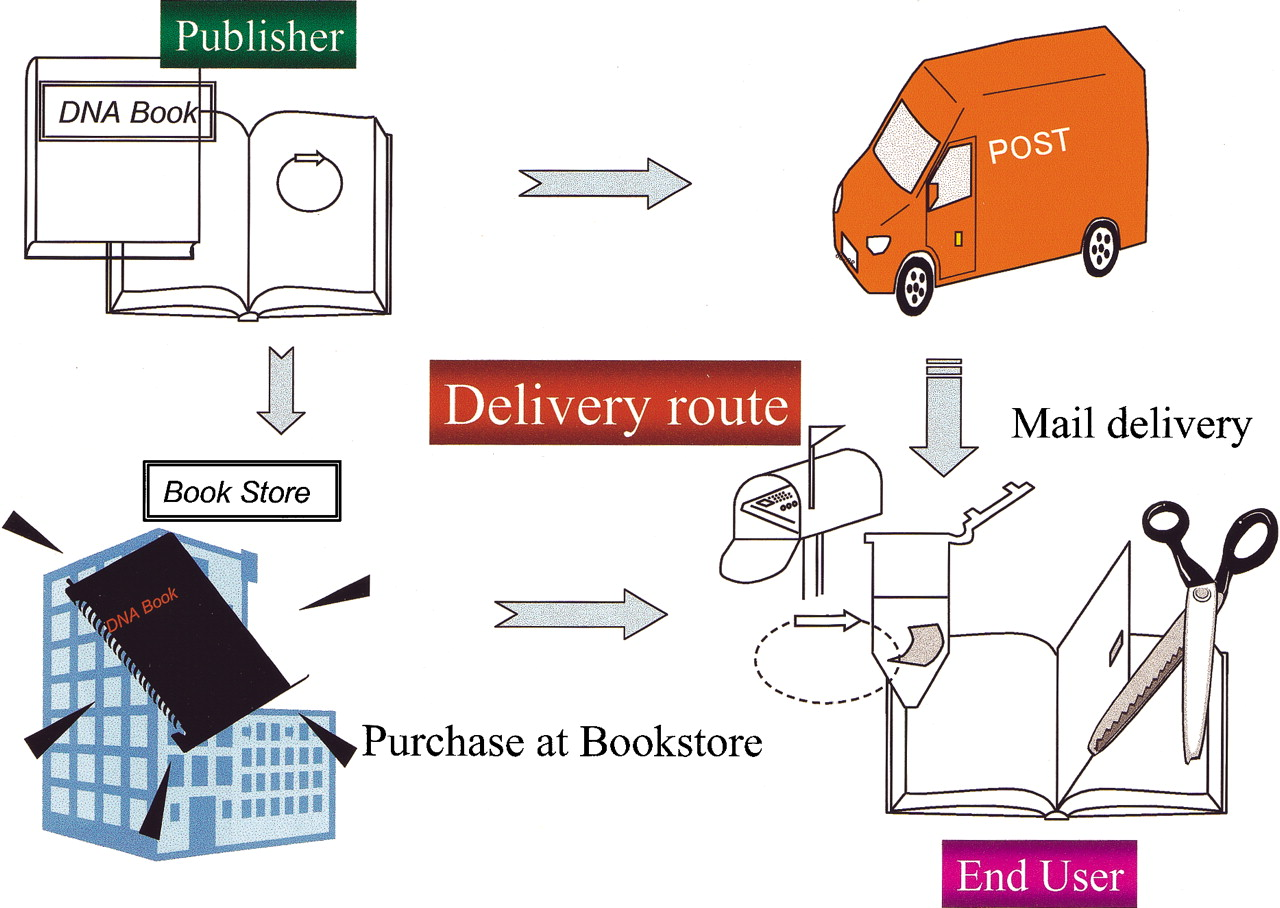 Publisher
DNA Book
POST
Delivery route
Mail delivery
Book Store
DNA Book
Purchase at Bookstore
End User